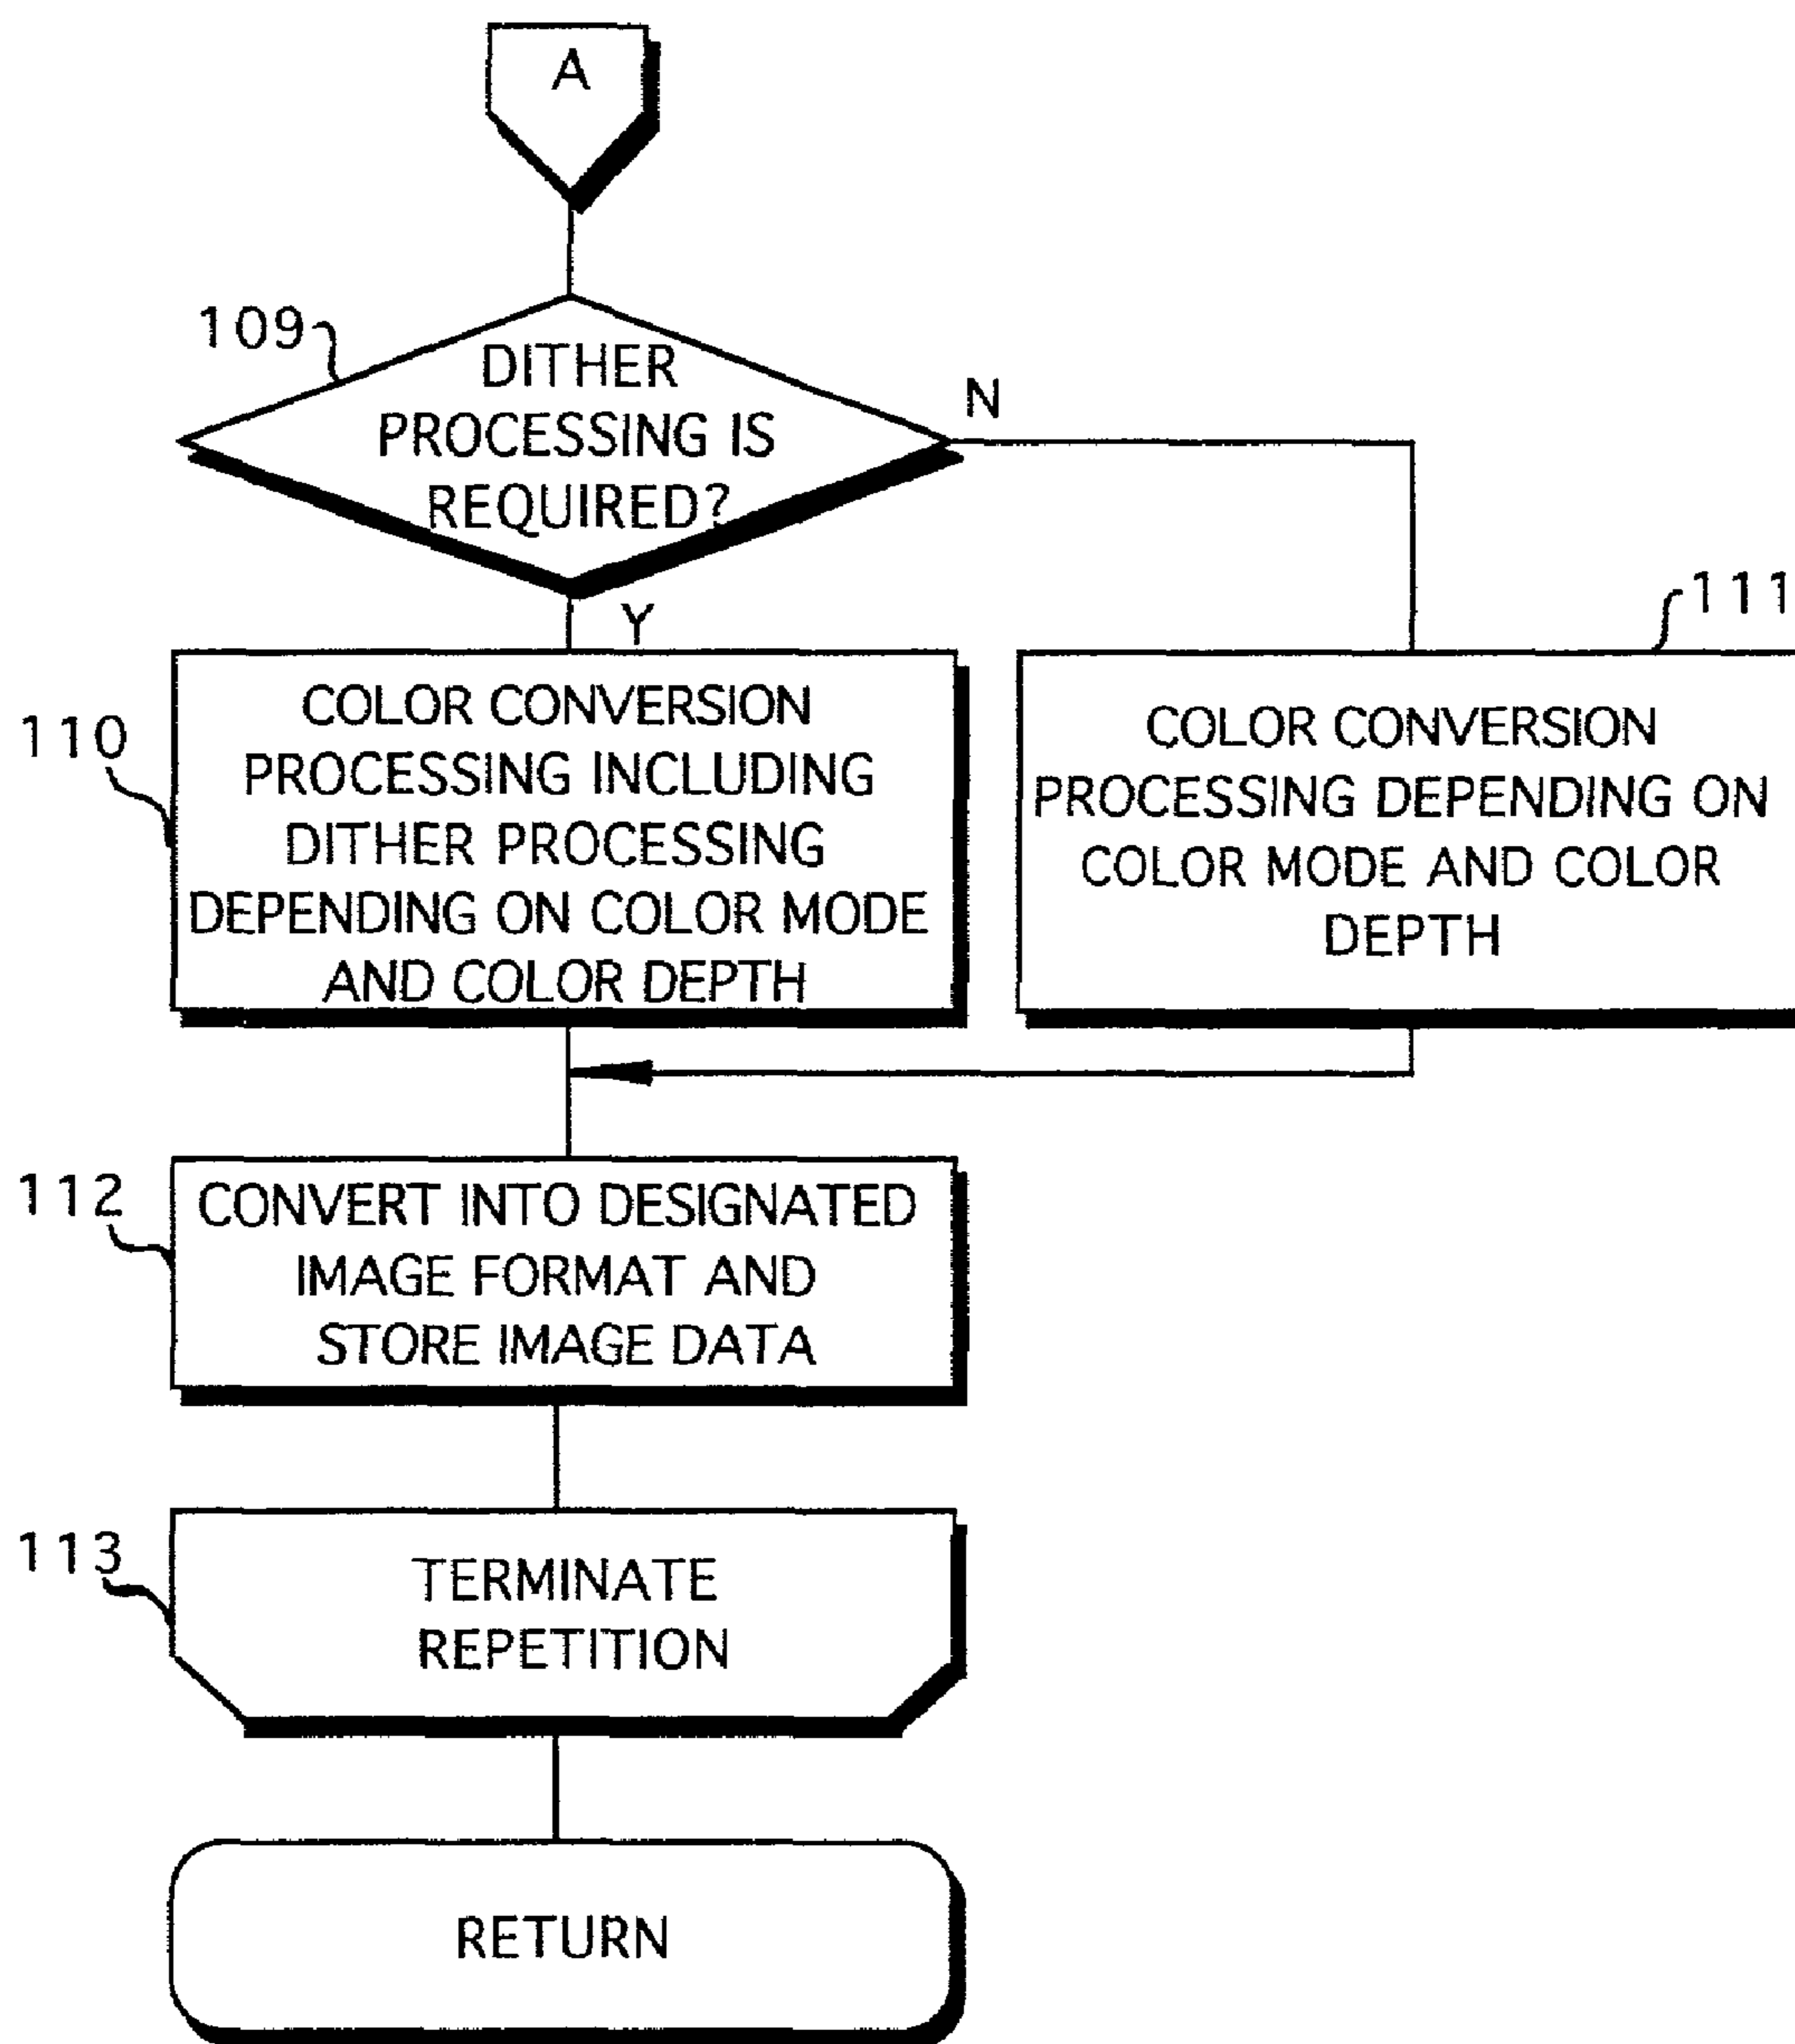 A
109
DITHER
PROCESSING IS
REQUIRED?
N
Y
110
COLOR CONVERSION
PROCESSING INCLUDING
DITHER PROCESSING
DEPENDING ON COLOR MODE
AND COLOR DEPTH
111
COLOR CONVERSION
PROCESSING DEPENDING ON
COLOR MODE AND COLOR
DEPTH
112
CONVERT INTO DESIGNATED
IMAGE FORMAT AND
STORE IMAGE DATA
113
TERMINATE
REPETITION
RETURN